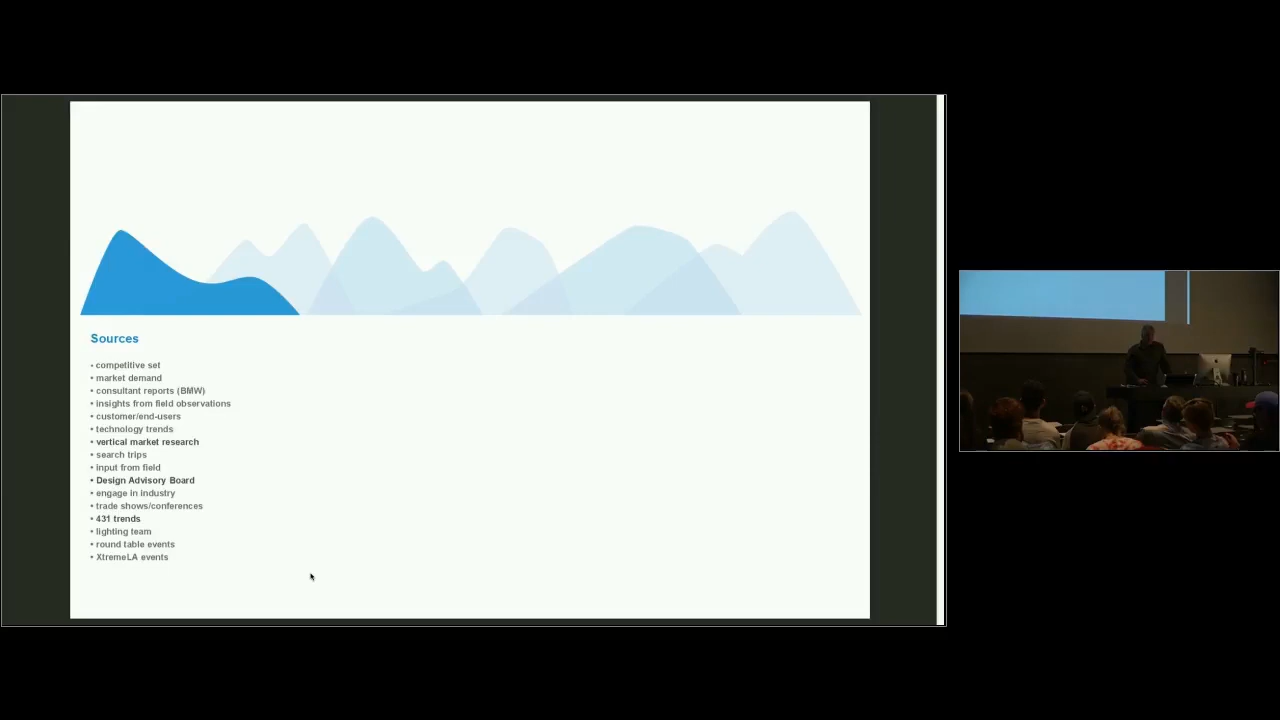 Sources
• competitive set
• market demand
• consultant reports (BMW)
• insights from field observations
• customer/end-users
• technology trends
• vertical market research
• search trips
• input from field
• Design Advisory Board
• engage in industry
• trade shows/conferences
• 431 trends
• lighting team
• round table events
• XtremeLA events